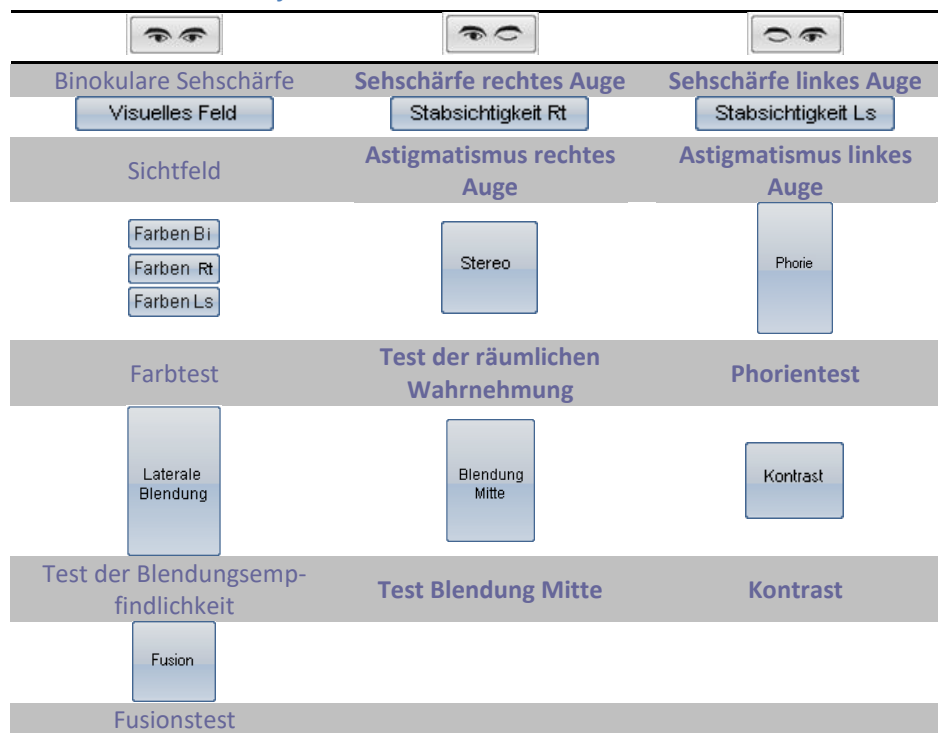 Binokulare Sehschärfe
Sehschärfe rechtes Auge
Sehschärfe linkes Auge
Visuelles Feld
Stabsichtigkeit Rt
Stabsichtigkeit Ls
Sichtfeld
Astigmatismus rechtes
Auge
Astigmatismus linkes
Auge
Farben Bi
Farben Rt
Farben Ls
Stereo
Phorie
Farbtest
Test der räumlichen
Wahrnehmung
Phorientest
Laterale
Blendung
Blendung
Mitte
Kontrast
Test der Blendungsemp-
findlichkeit
Test Blendung Mitte
Kontrast
Fusion
Fusionstest